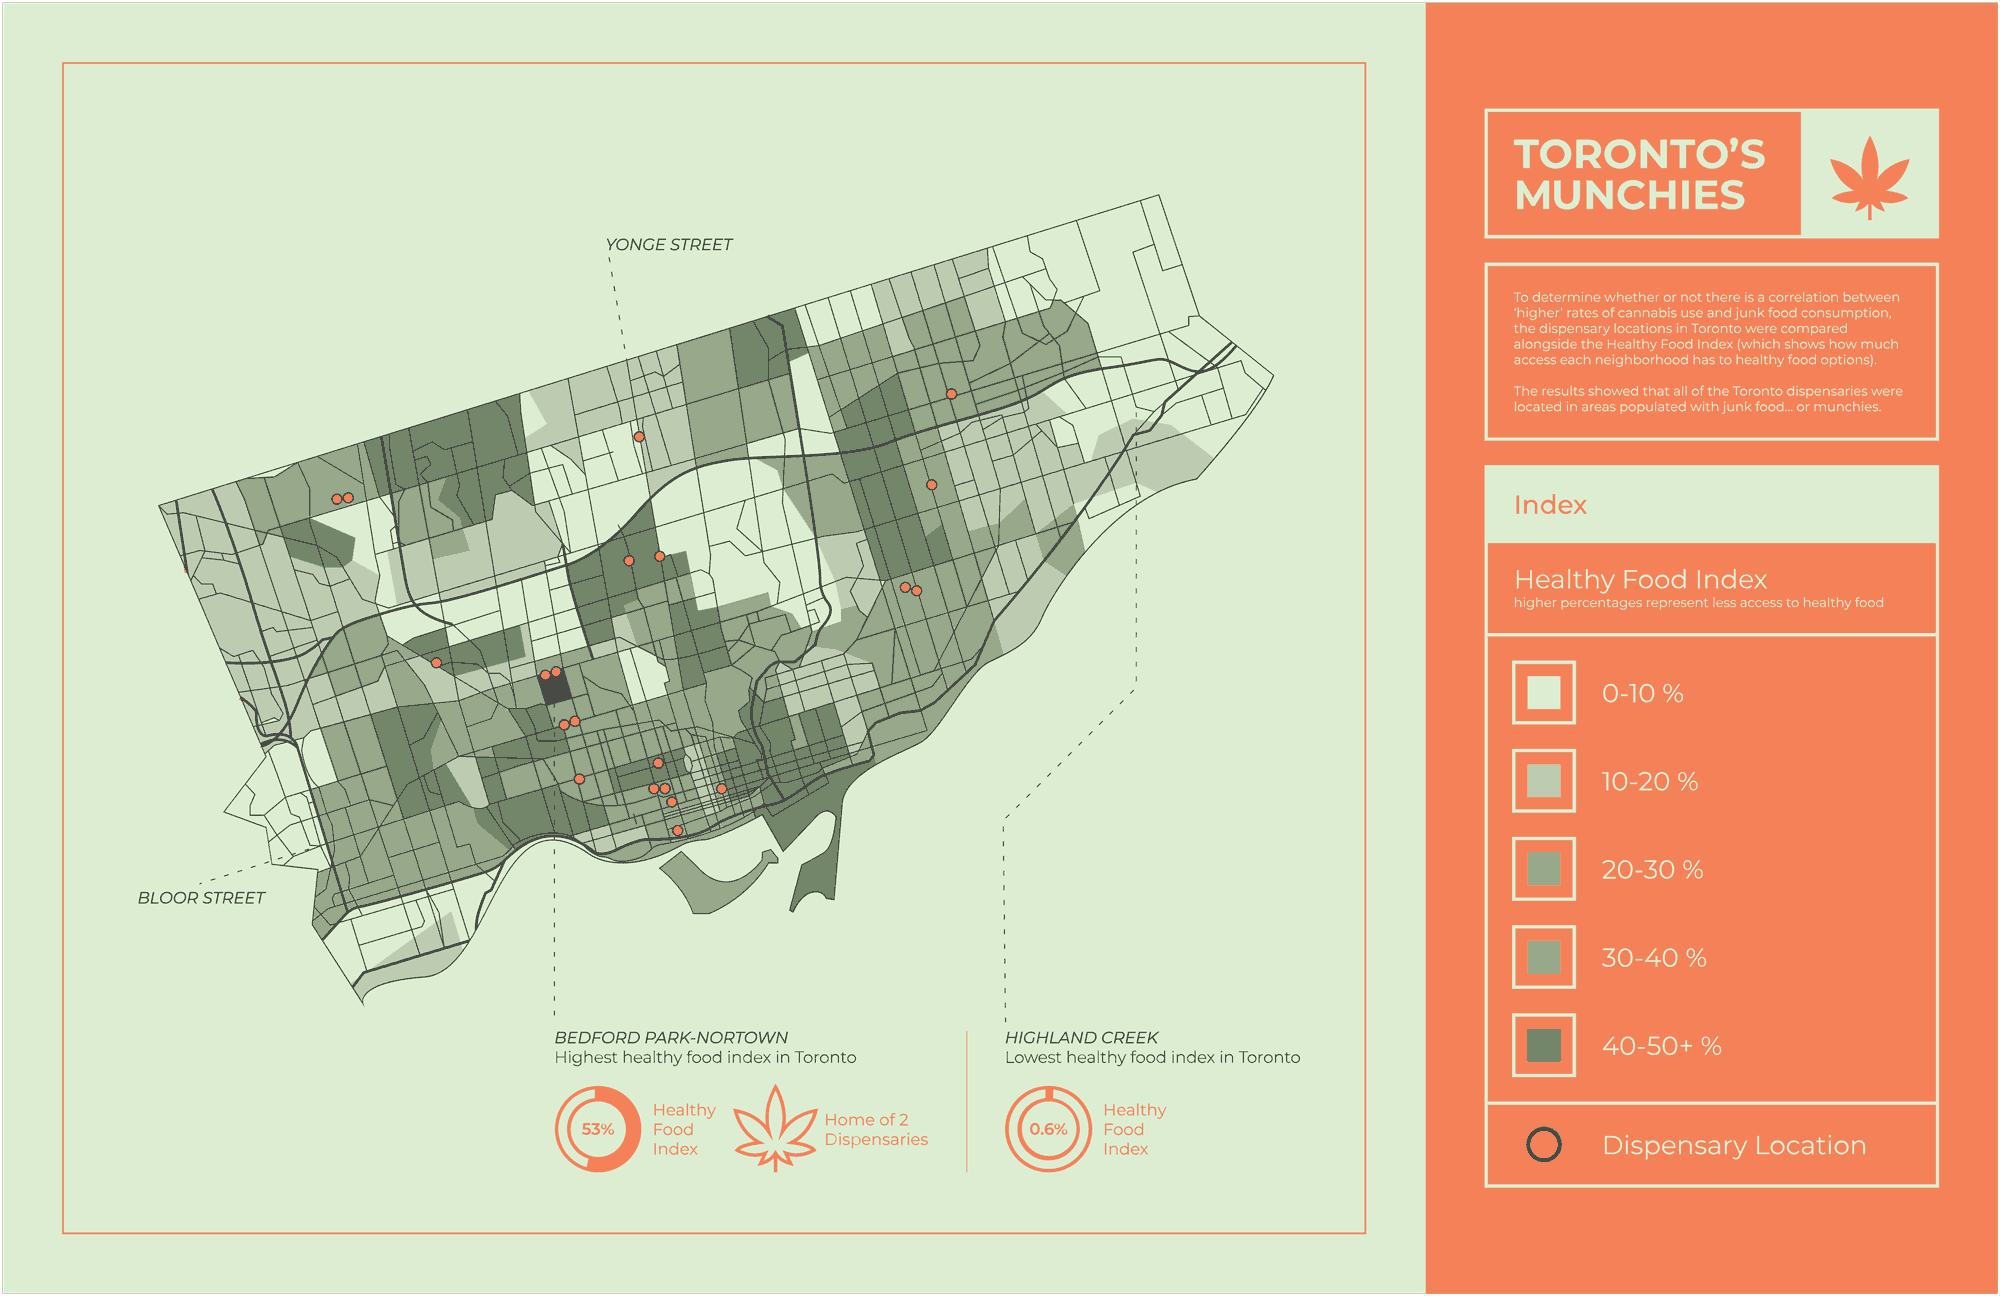 TORONTO'S
MUNCHIES
To determine whether or not there is a correlation between
'higher' rates of cannabis use and junk food consumption,
the dispensary locations in Toronto were compared
alongside the Healthy Food Index (which shows how much
access each neighborhood has to healthy food options).
The results showed that all of the Toronto dispensaries were
located in areas populated with junk food... or munchies.
Index
Healthy Food Index
higher percentages represent less access to healthy food
0-10 %
10-20 %
20-30 %
30-40 %
40-50+ %
Dispensary Location
YONGE STREET
BLOOR STREET
BEDFORD PARK-NORTOWN
Highest healthy food index in Toronto
53%
Healthy
Food
Index
Home of 2
Dispensaries
HIGHLAND CREEK
Lowest healthy food index in Toronto
0.6%
Healthy
Food
Index